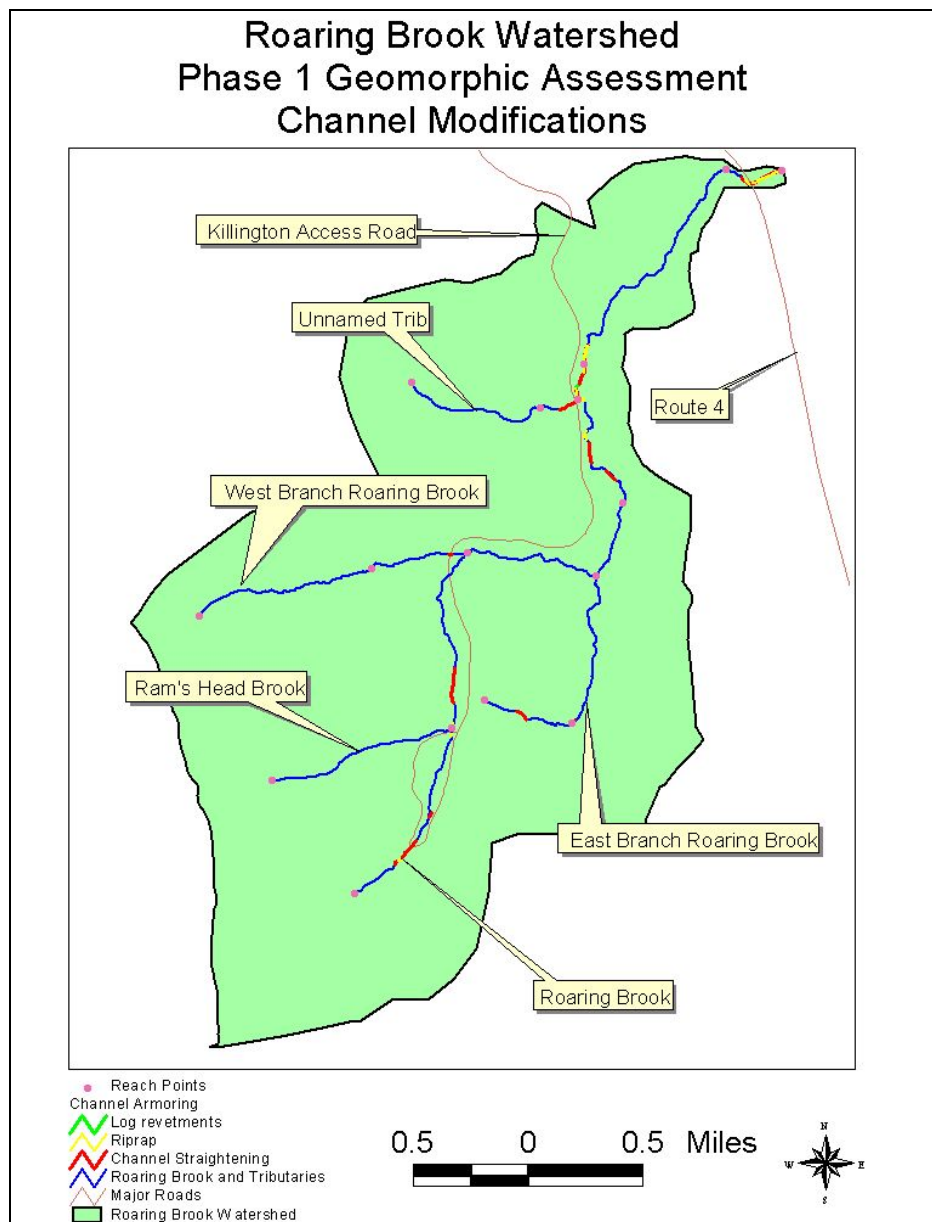 Roaring Brook Watershed
Phase 1 Geomorphic Assessment
Channel Modifications
Killington Access Road
Unnamed Trib
Route 4
West Branch Roaring Brook
Ram's Head Brook
East Branch Roaring Brook
Roaring Brook
Reach Points
Channel Armoring
Log revetments
Riprap
Channel Straightening
Roaring Brook and Tributaries
Major Roads
Roaring Brook Watershed
0.5 0 0.5 Miles
N
W E
S